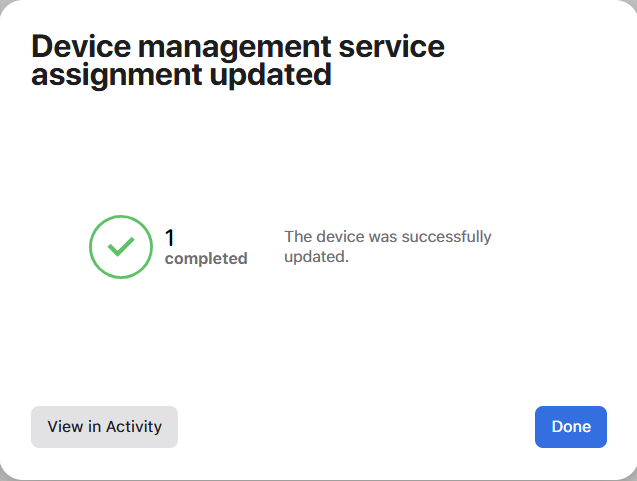 Device management service
assignment updated
1
completed
The device was successfully
updated.
View in Activity
Done